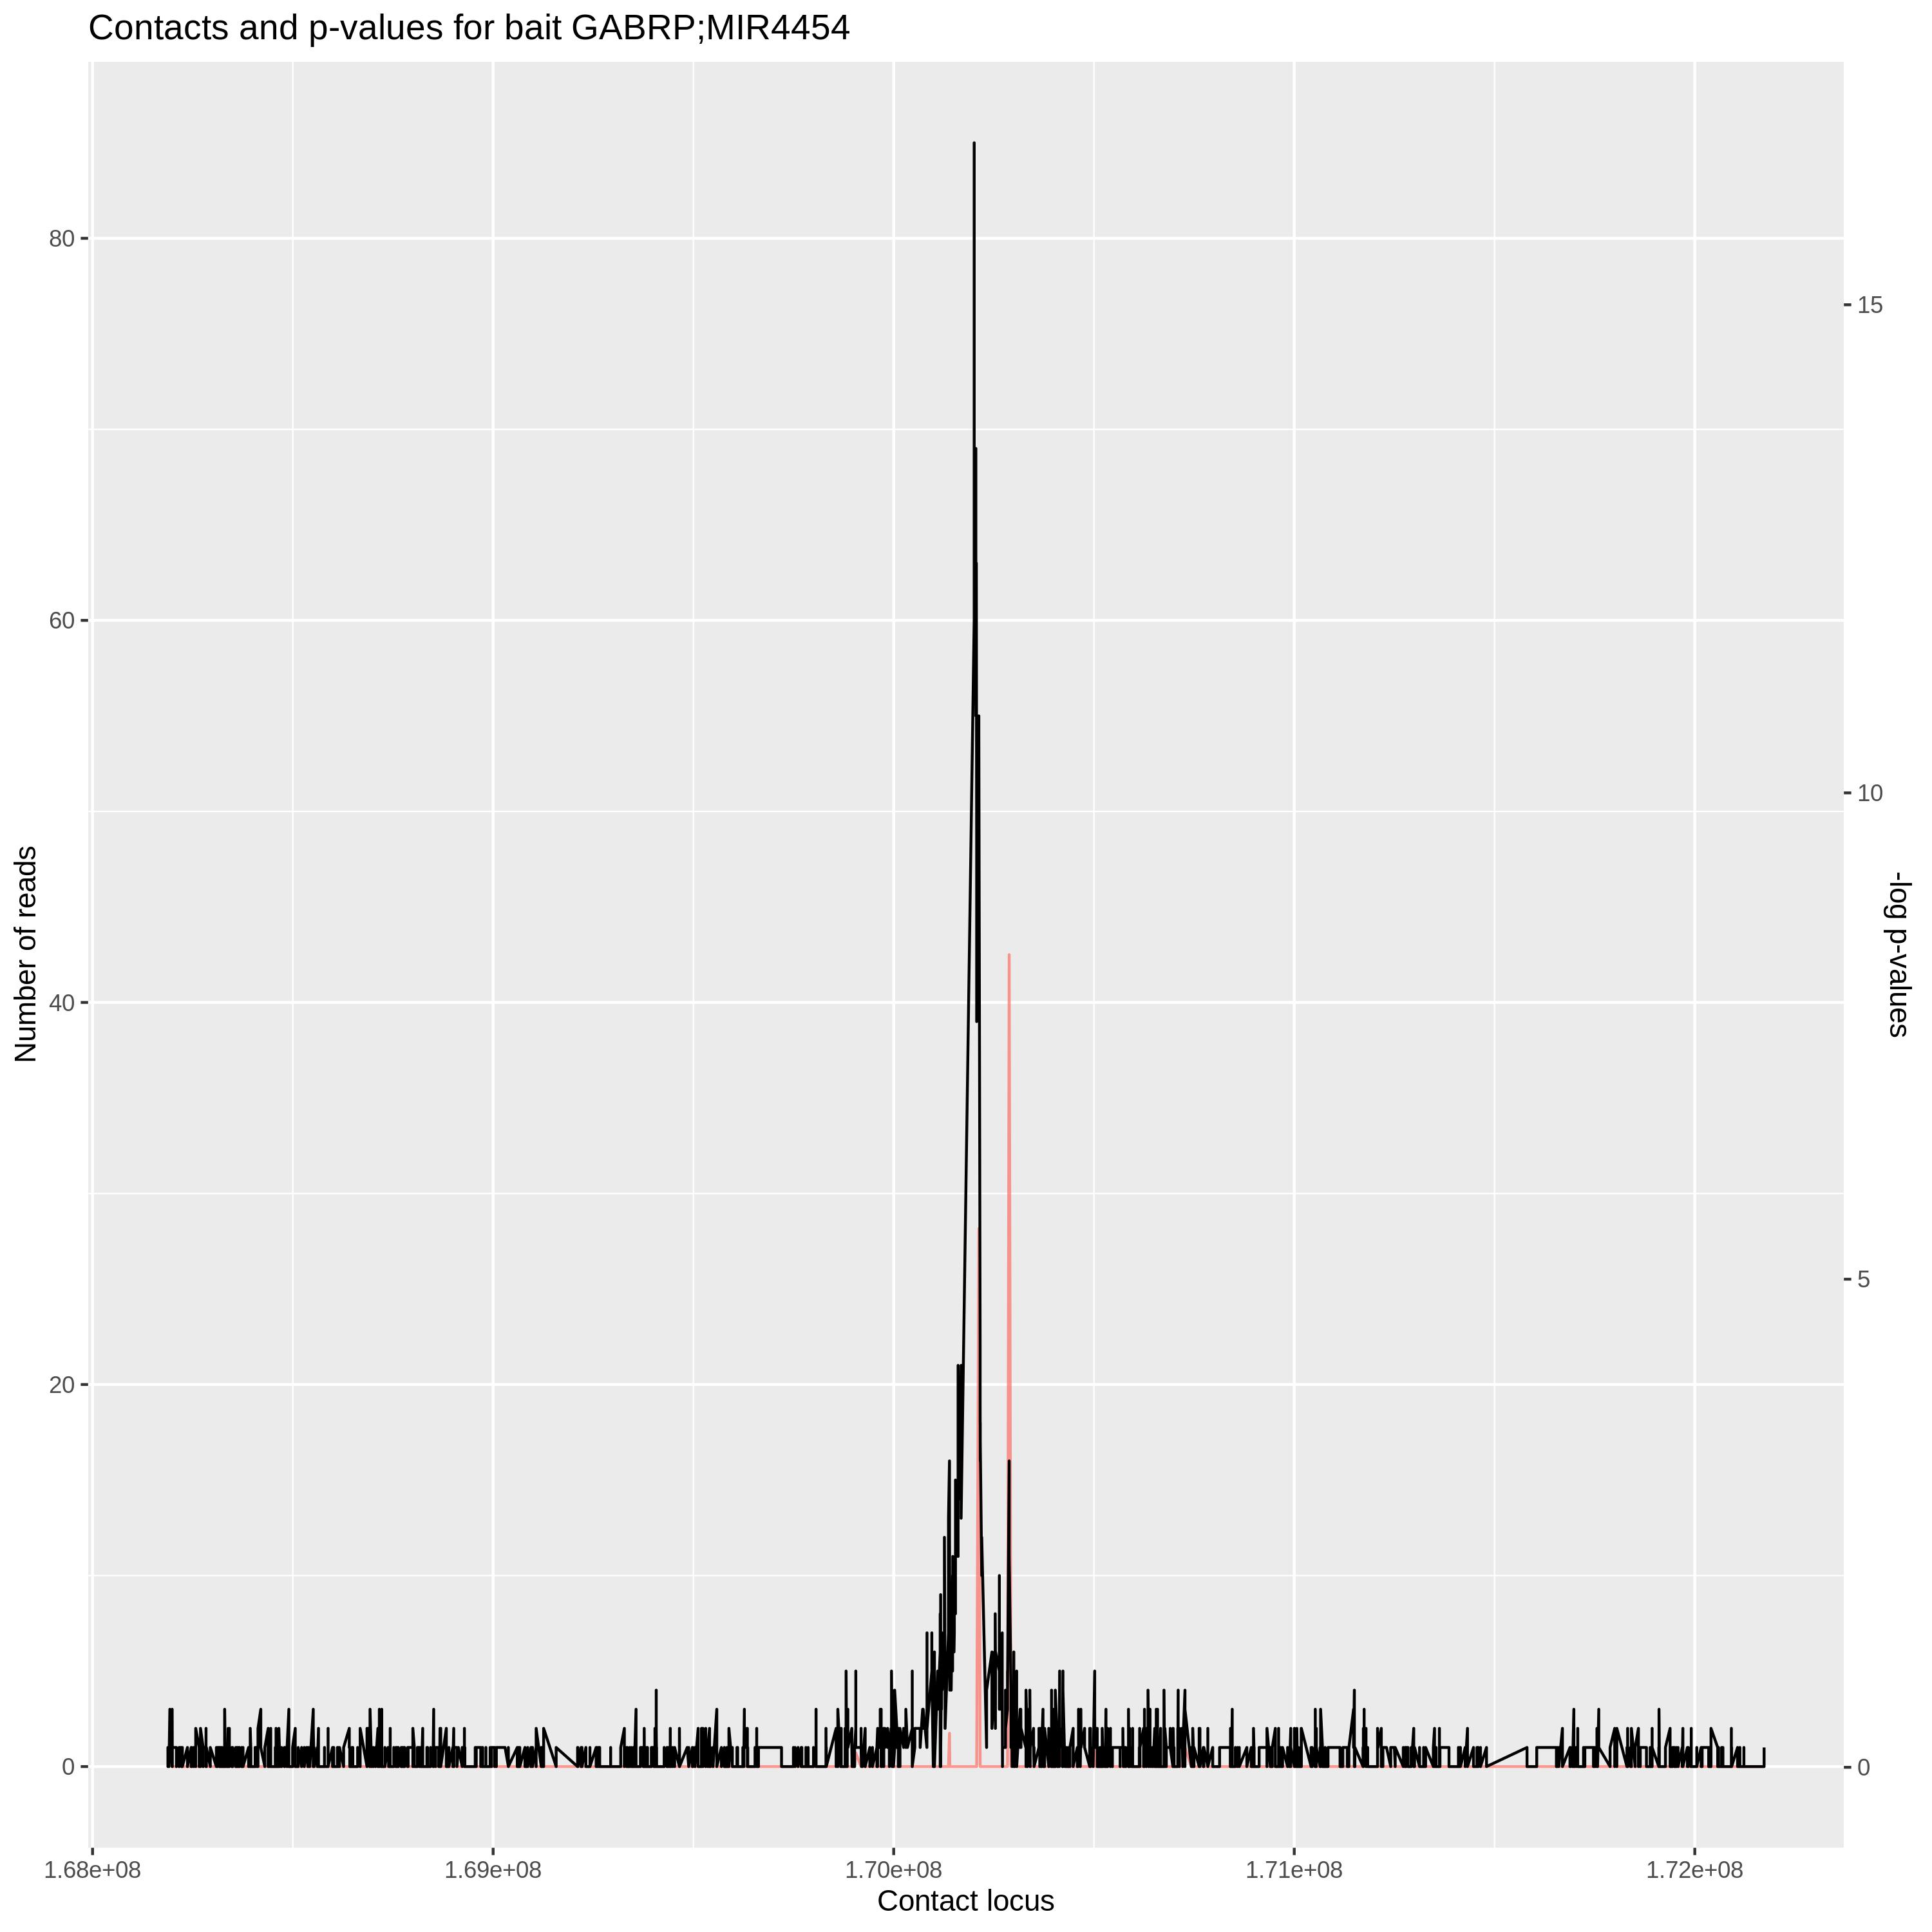 Contacts and p-values for bait GABRP;MIR4454
80
60
40
20
0
Number of reads
15
10
5
0
-log p-values
1.68e+08
1.69e+08
1.70e+08
1.71e+08
1.72e+08
Contact locus